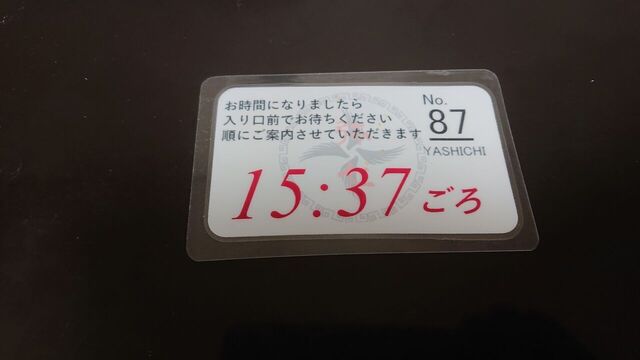 お時間になりましたら
入り口前でお待ちください
順にご案内させていただきます
No.
87
YASHICHI
15:37ごろ